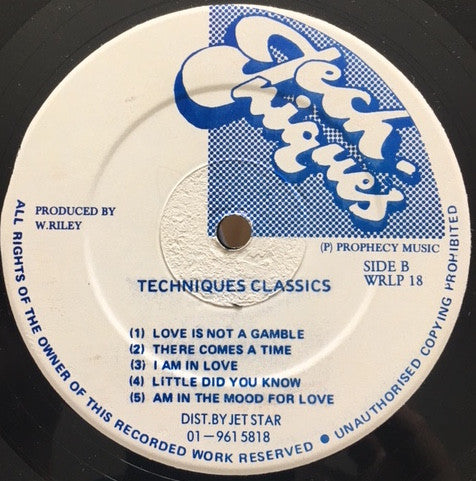 Tech-
niques
PRODUCED BY
W.RILEY
(P) PROPHECY MUSIC
SIDE B
WRLP 18
TECHNIQUES CLASSICS
(1) LOVE IS NOT A GAMBLE
(2) THERE COMES A TIME
(3) I AM IN LOVE
(4) LITTLE DID YOU KNOW
(5) AM IN THE MOOD FOR LOVE
DIST. BY JET STAR
01-961 5818
ALL RIGHTS OF THE OWNER OF THIS RECORDED WORK RESERVED ● UNAUTHORISED COPYING PROHIBITED